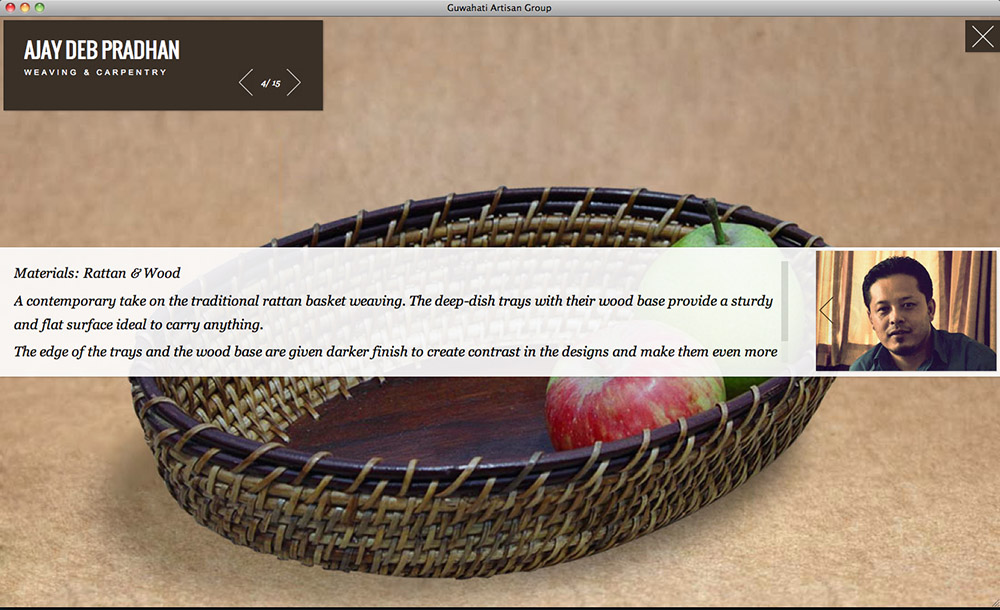 Guwahati Artisan Group
AJAY DEB PRADHAN
WEAVING & CARPENTRY
4/ 15
Materials: Rattan & Wood
A contemporary take on the traditional rattan basket weaving. The deep-dish trays with their wood base provide a sturdy
and flat surface ideal to carry anything.
The edge of the trays and the wood base are given darker finish to create contrast in the designs and make them even more